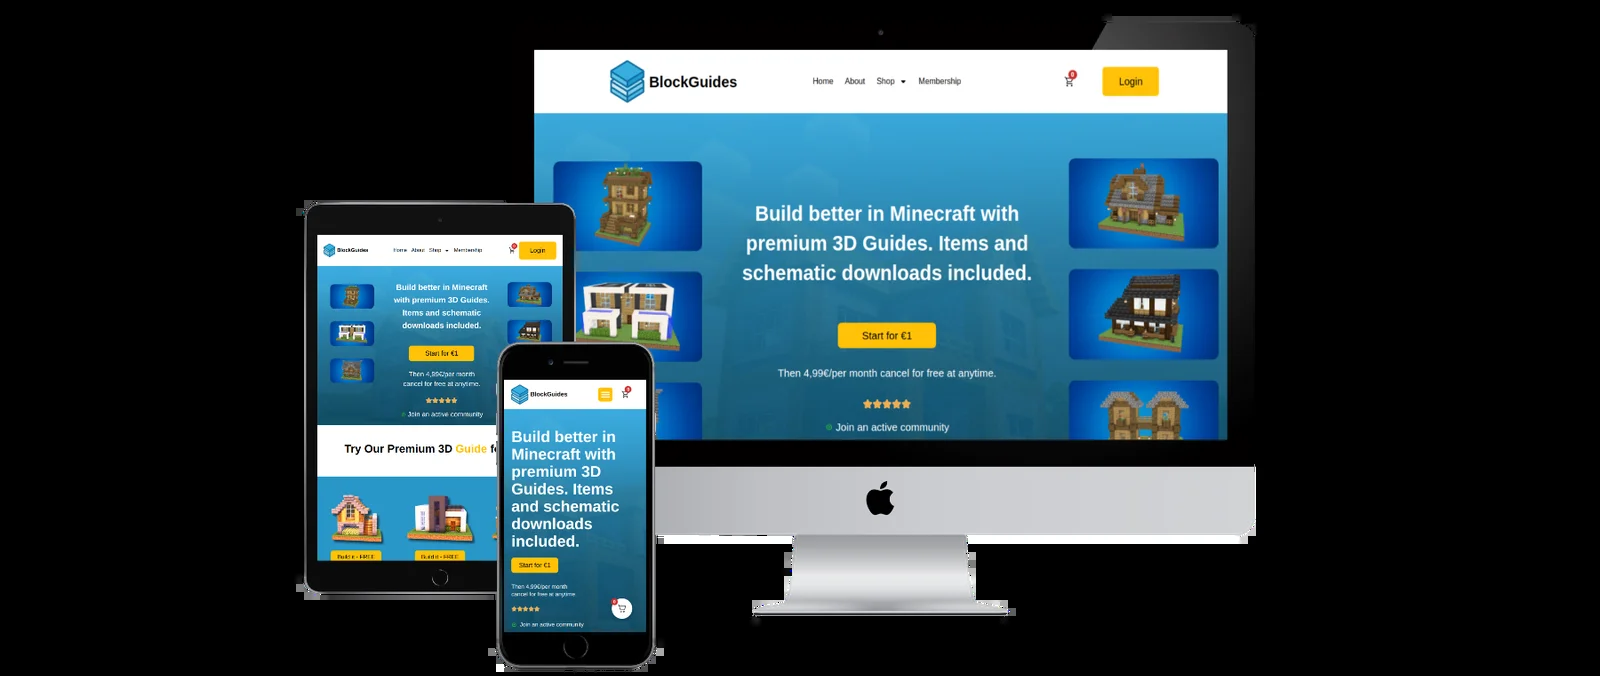 BlockGuides
Home About Shop Membership
0
Login
Build better in Minecraft with
premium 3D Guides. Items and
schematic downloads included.
Start for €1
Then 4,99€/per month cancel for free at anytime.
Join an active community
BlockGuides
Home About Shop Membership
0
Login
Build better in Minecraft
with premium 3D Guides.
Items and schematic
downloads included.
Start for €1
Then 4,99€/per month
cancel for free at anytime.
Join an active community
Try Our Premium 3D Guide fo
Build it - FREE
Build it - FREE
BlockGuides
0
Build better in
Minecraft with
premium 3D
Guides. Items
and schematic
downloads
included.
Start for €1
Then 4,99€/per month
cancel for free at anytime.
0
Join an active community